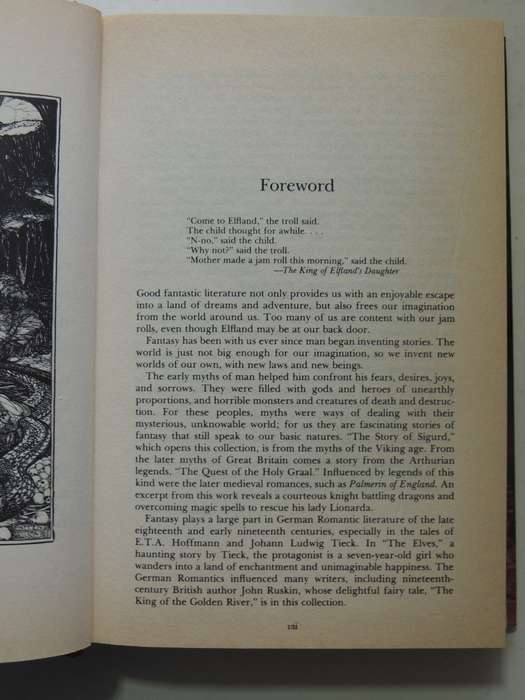 Foreword
"Come to Elfland," the troll said.
The child thought for awhile. . . .
"N-no," said the child.
"Why not?" said the troll.
"Mother made a jam roll this morning," said the child.
—The King of Elfland's Daughter
Good fantastic literature not only provides us with an enjoyable escape
into a land of dreams and adventure, but also frees our imagination
from the world around us. Too many of us are content with our jam
rolls, even though Elfland may be at our back door.
Fantasy has been with us ever since man began inventing stories. The
world is just not big enough for our imagination, so we invent new
worlds of our own, with new laws and new beings.
The early myths of man helped him confront his fears, desires, joys,
and sorrows. They were filled with gods and heroes of unearthly
proportions, and horrible monsters and creatures of death and destruc-
tion. For these peoples, myths were ways of dealing with their
mysterious, unknowable world; for us they are fascinating stories of
fantasy that still speak to our basic natures. "The Story of Sigurd,"
which opens this collection, is from the myths of the Viking age. From
the later myths of Great Britain comes a story from the Arthurian
legends, "The Quest of the Holy Graal." Influenced by legends of this
kind were the later medieval romances, such as Palmerin of England. An
excerpt from this work reveals a courteous knight battling dragons and
overcoming magic spells to rescue his lady Lionarda.
Fantasy plays a large part in German Romantic literature of the late
eighteenth and early nineteenth centuries, especially in the tales of
E.T.A. Hoffmann and Johann Ludwig Tieck. In "The Elves," a
haunting story by Tieck, the protagonist is a seven-year-old girl who
wanders into a land of enchantment and unimaginable happiness. The
German Romantics influenced many writers, including nineteenth-
century British author John Ruskin, whose delightful fairy tale, "The
King of the Golden River," is in this collection.